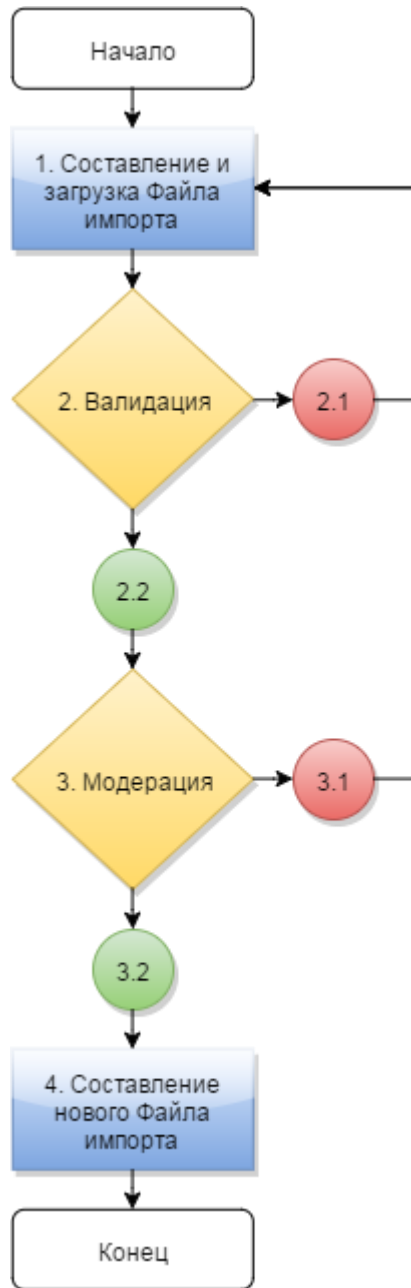 Начало
1. Составление и
загрузка Файла
импорта
2. Валидация
2.1
2.2
3. Модерация
3.1
3.2
4. Составление
нового Файла
импорта
Конец